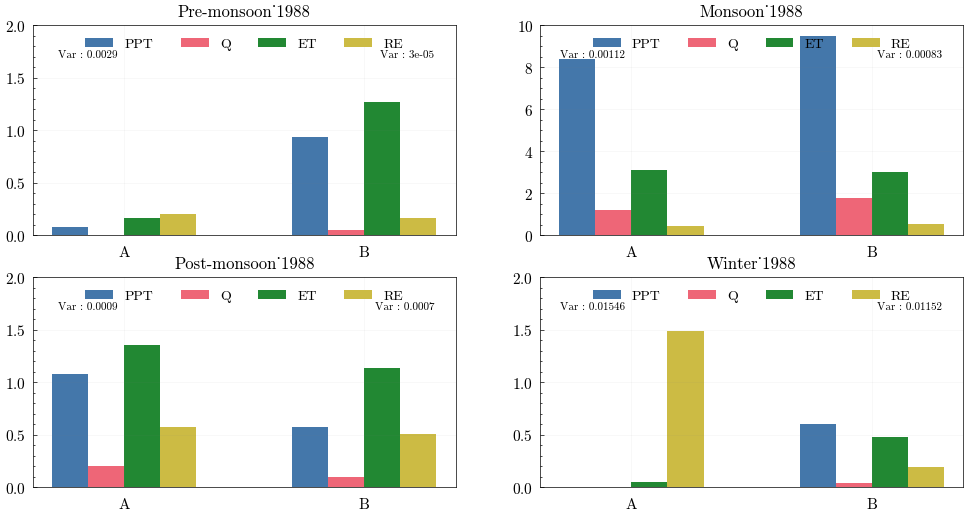 Pre-monsoon˙1988
2.0
1.5
1.0
0.5
0.0
PPT Q ET RE
Var : 0.0029
Var : 3e-05
A B
Monsoon˙1988
10
8
6
4
2
0
PPT Q ET RE
Var : 0.00112
Var : 0.00083
A B
Post-monsoon˙1988
2.0
1.5
1.0
0.5
0.0
PPT Q ET RE
Var : 0.0009
Var : 0.0007
A B
Winter˙1988
2.0
1.5
1.0
0.5
0.0
PPT Q ET RE
Var : 0.01546
Var : 0.01152
A B